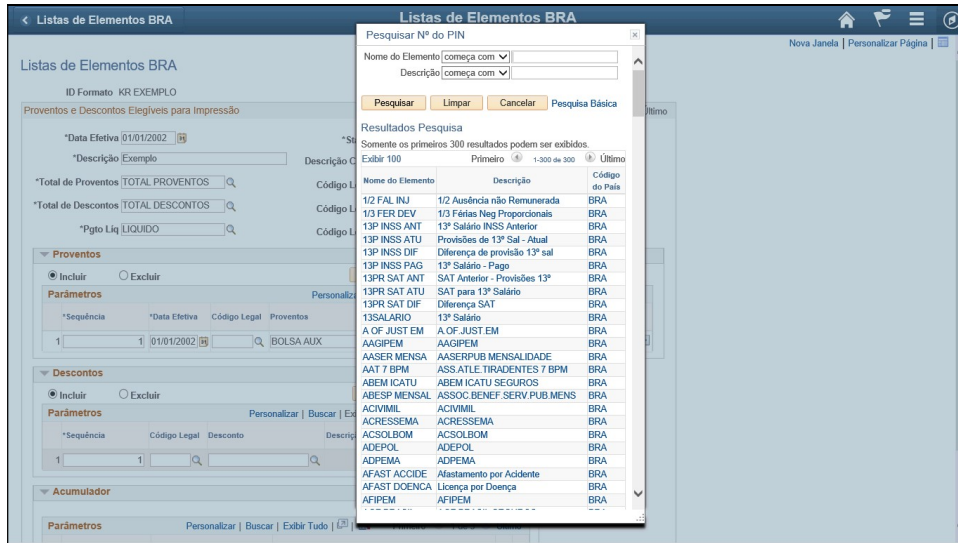 Listas de Elementos BRA
Listas de Elementos BRA
Nova Janela | Personalizar Página |
Listas de Elementos BRA
ID Formato KR EXEMPLO
Proventos e Descontos Elegíveis para Impressão
Último
*Data Efetiva 01/01/2002
*Descrição Exemplo
*Total de Proventos TOTAL PROVENTOS
*Total de Descontos TOTAL DESCONTOS
*Pgto Líq LIQUIDO
Proventos
Incluir Excluir
Parâmetros
*Sequência *Data Efetiva Código Legal Proventos
1 1 01/01/2002 BOLSA AUX
Descontos
Incluir Excluir
Parâmetros Personalizar | Buscar |
*Sequência Código Legal Desconto
1 1
Acumulador
Parâmetros Personalizar | Buscar | Exibir Tudo |
Pesquisar Nº do PIN
Nome do Elemento começa com
Descrição começa com
Pesquisar Limpar Cancelar Pesquisa Básica
Resultados Pesquisa
Somente os primeiros 300 resultados podem ser exibidos.
Exibir 100 Primeiro 1-300 de 300 Último
Nome do Elemento Descrição Código do País
1/2 FAL INJ 1/2 Ausência não Remunerada BRA
1/3 FER DEV 1/3 Férias Neg Proporcionais BRA
13P INSS ANT 13º Salário INSS Anterior BRA
13P INSS ATU Provisões de 13º Sal - Atual BRA
13P INSS DIF Diferença de provisão 13º sal BRA
13P INSS PAG 13º Salário - Pago BRA
13PR SAT ANT SAT Anterior - Provisões 13º BRA
13PR SAT ATU SAT para 13º Salário BRA
13PR SAT DIF Diferença SAT BRA
13SALARIO 13º Salário BRA
A OF JUST EM A.OF.JUST.EM BRA
AAGIPEM AAGIPEM BRA
AASER MENSA AASERPUB MENSALIDADE BRA
AAT 7 BPM ASS.ATLE.TIRADENTES 7 BPM BRA
ABEM ICATU ABEM ICATU SEGUROS BRA
ABESP MENSAL ASSOC.BENEF.SERV.PUB.MENS BRA
ACIVIMIL ACIVIMIL BRA
ACRESSEMA ACRESSEMA BRA
ACSOLBOM ACSOLBOM BRA
ADEPOL ADEPOL BRA
ADPEMA ADPEMA BRA
AFAST ACCIDE Afastamento por Acidente BRA
AFAST DOENCA Licença por Doença BRA
AFIPEM AFIPEM BRA